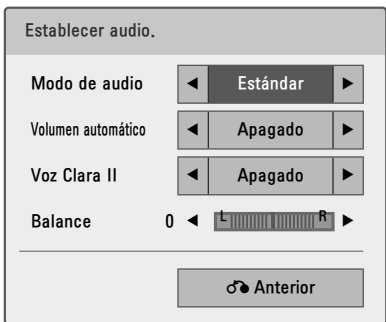 Establecer audio.
Modo de audio ◀ Estándar ▶
Volumen automático ◀ Apagado ▶
Voz Clara II ◀ Apagado ▶
Balance 0 ◀ L R ▶
Anterior